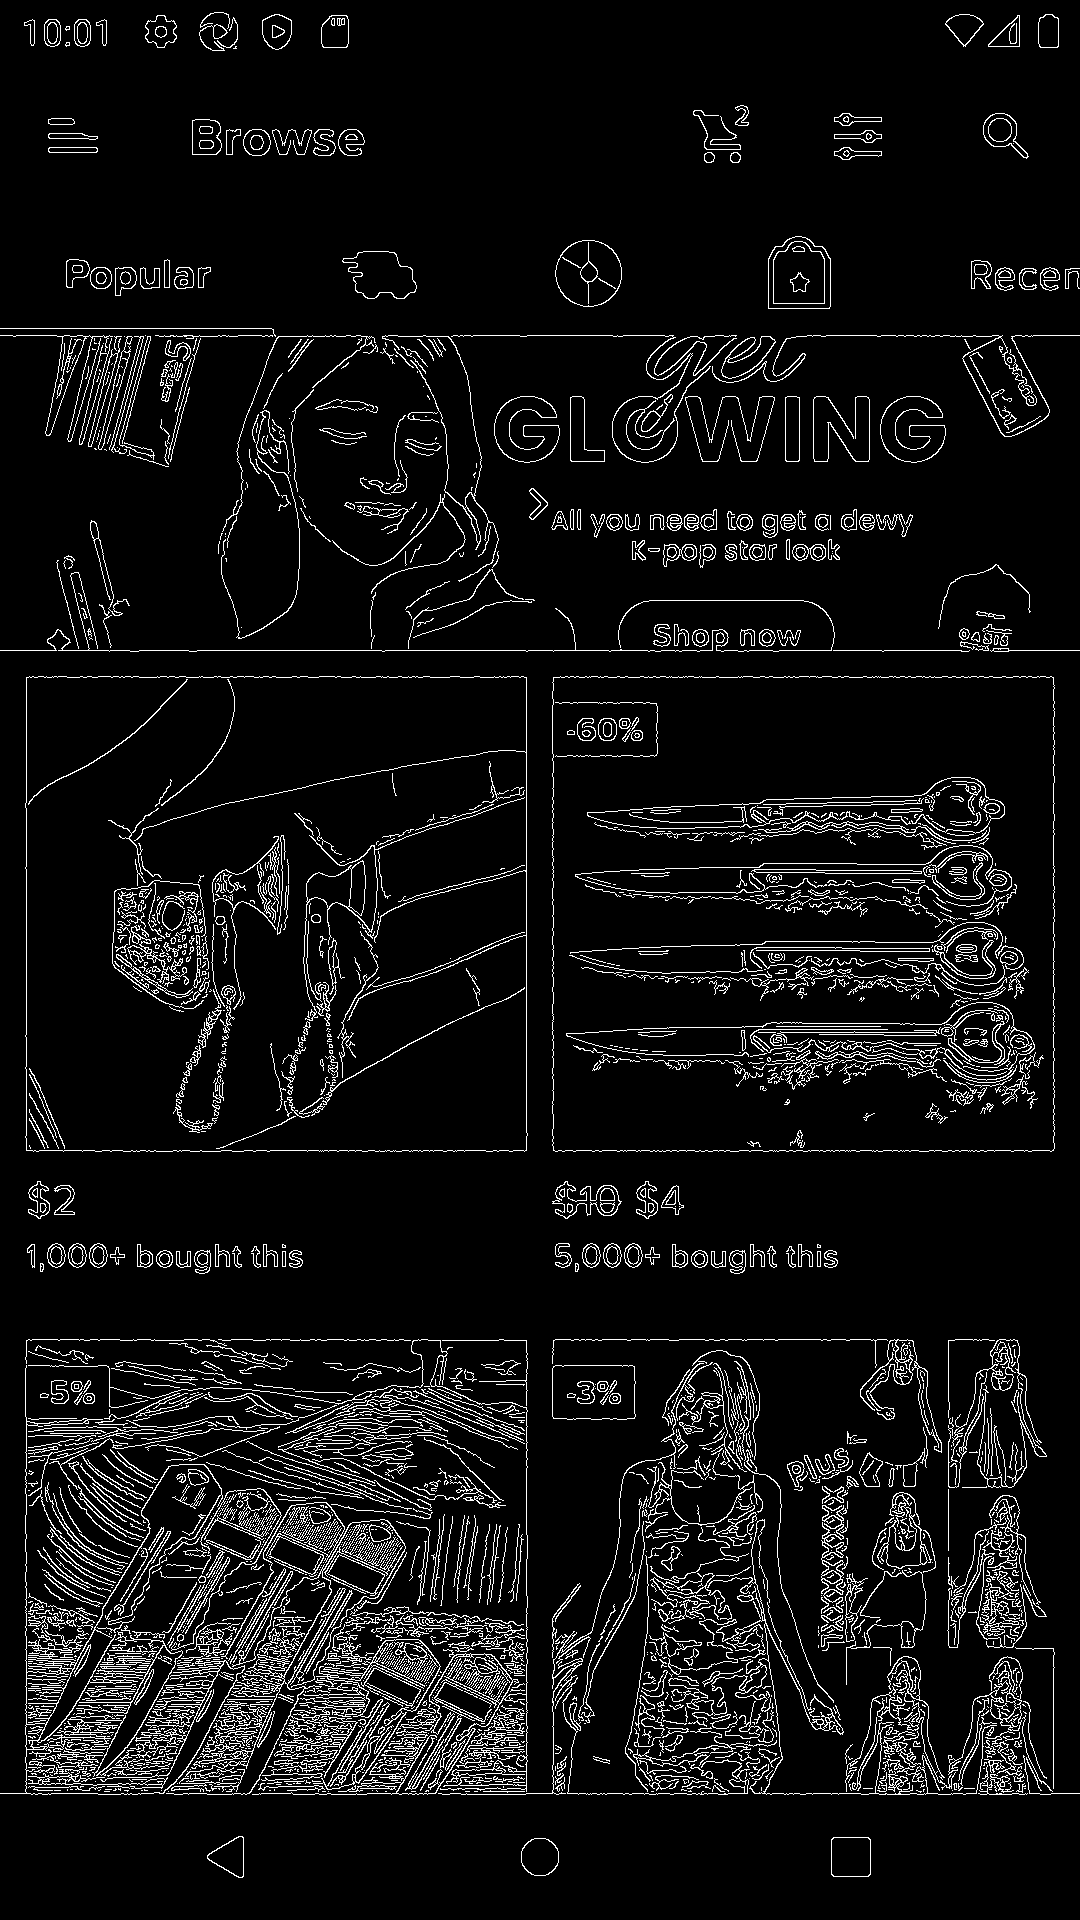 10:01
Browse
2
Popular
Recen
get
GLOWING
All you need to get a dewy
K-pop star look
Shop now
-60%
$2
$10 $4
1,000+ bought this
5,000+ bought this
-5%
-3%
Plus